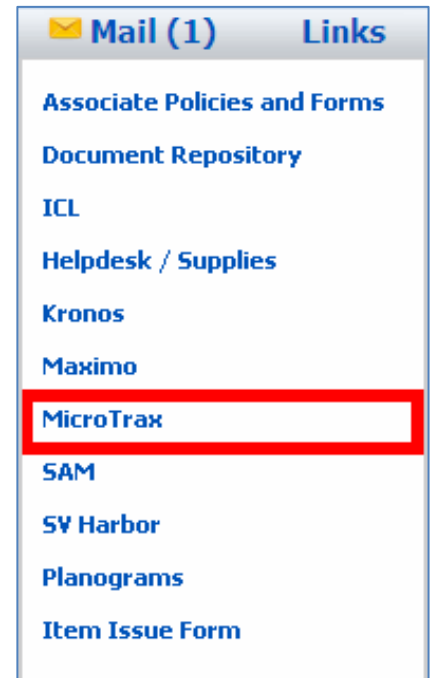 Mail (1) Links
Associate Policies and Forms
Document Repository
ICL
Helpdesk / Supplies
Kronos
Maximo
MicroTrax
SAM
SV Harbor
Planograms
Item Issue Form